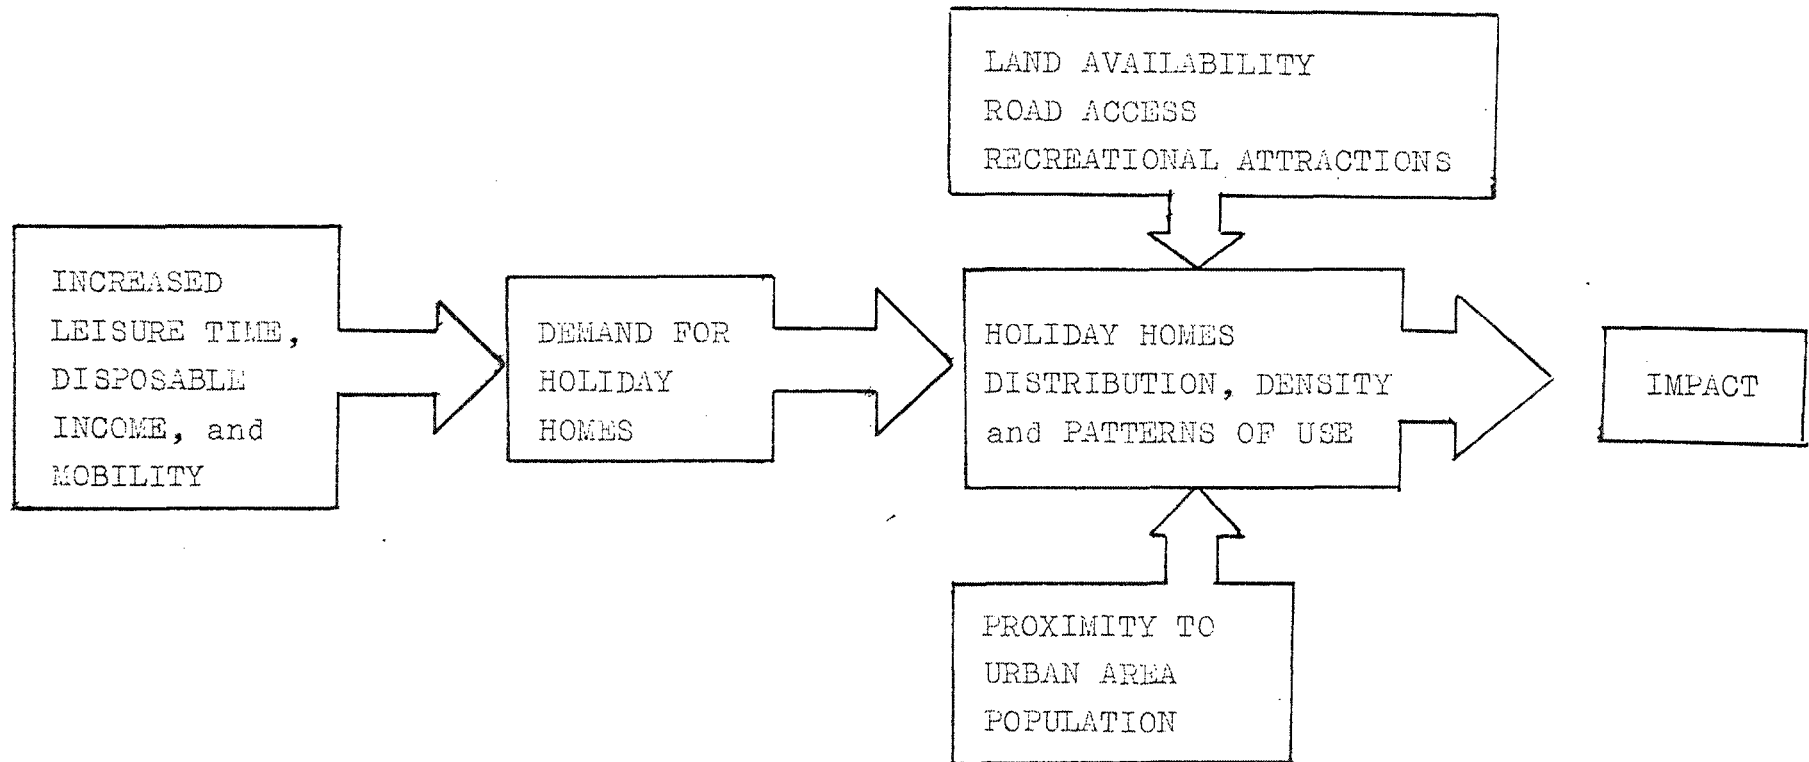 LAND AVAILABILITY
ROAD ACCESS
RECREATIONAL ATTRACTIONS
INCREASED
LEISURE TIME,
DISPOSABLE
INCOME, and
MOBILITY
DEMAND FOR
HOLIDAY
HOMES
HOLIDAY HOMES
DISTRIBUTION, DENSITY
and PATTERNS OF USE
IMPACT
PROXIMITY TO
URBAN AREA
POPULATION